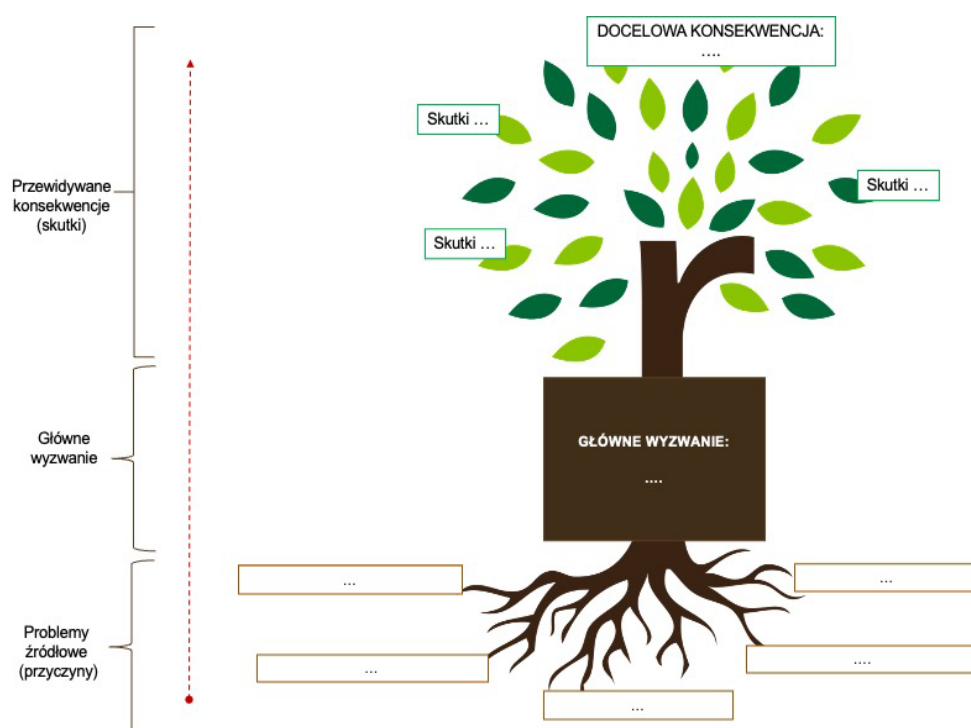 DOCELOWA KONSEKWENCJA:
….
Skutki …
Skutki …
Skutki …
Przewidywane
konsekwencje
(skutki)
GŁÓWNE WYZWANIE:
….
Główne
wyzwanie
…
…
Problemy
źródłowe
(przyczyny)
…
….
…